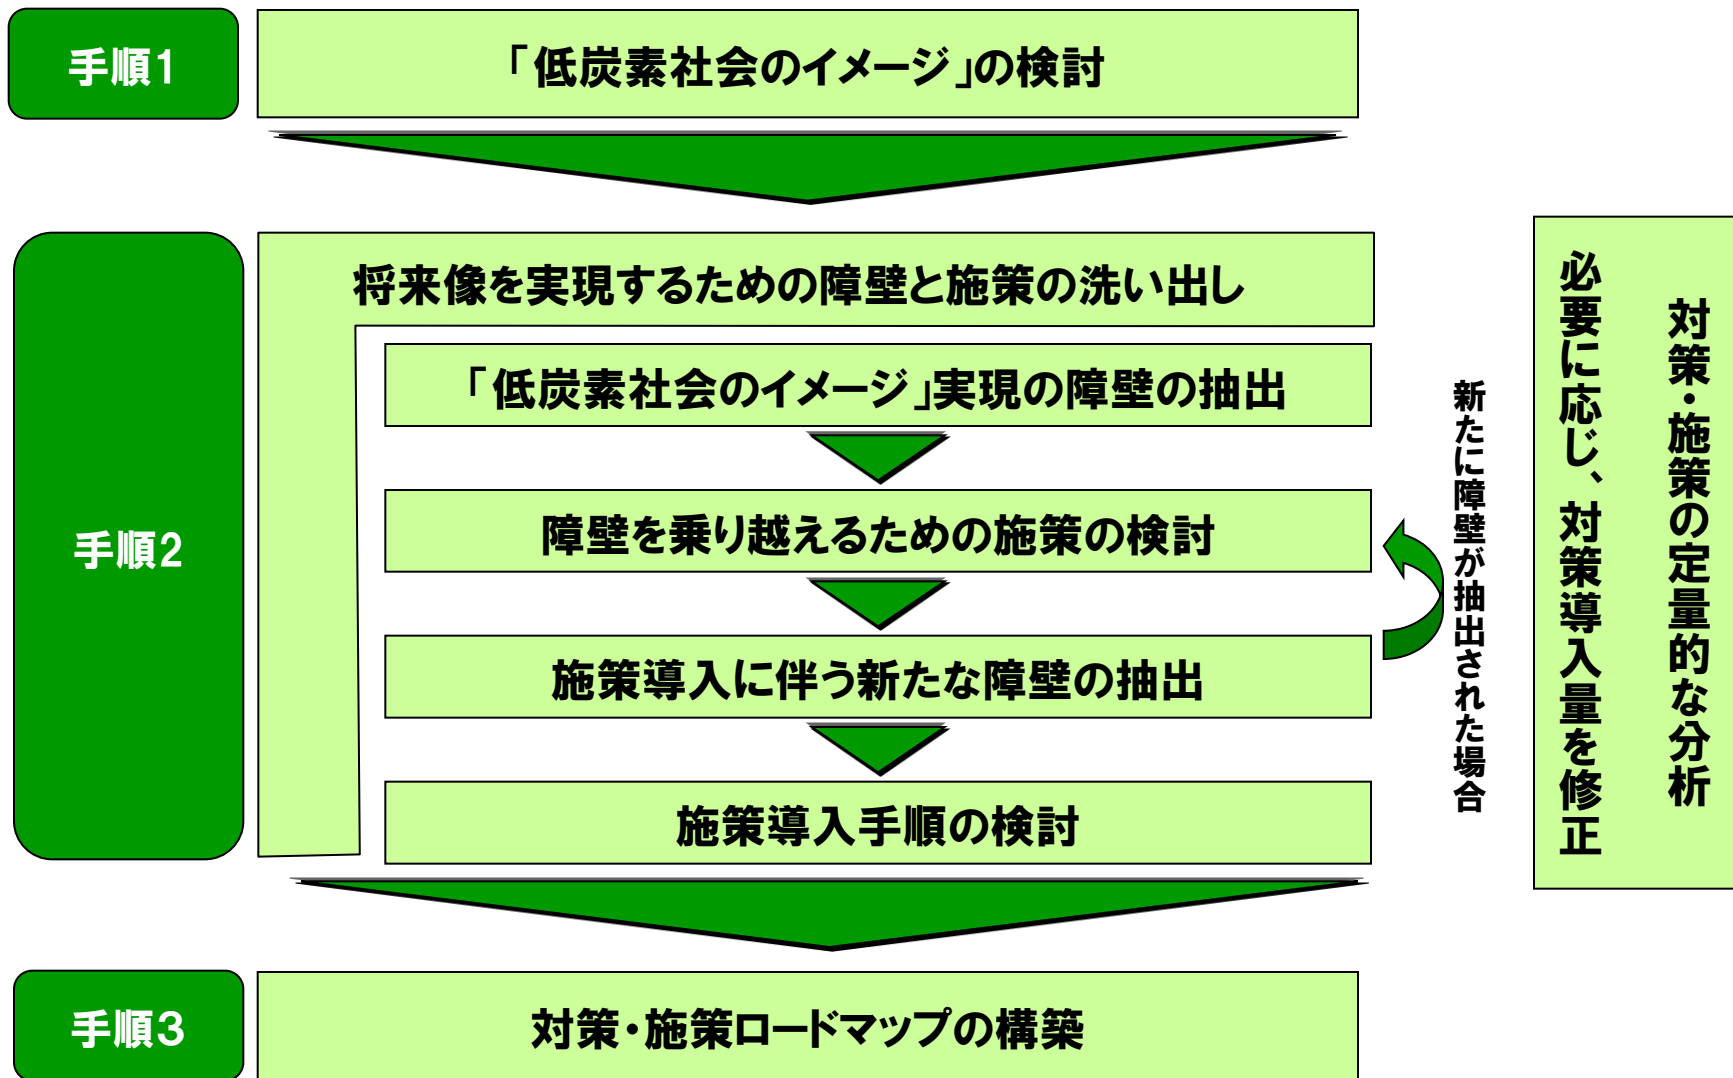 手順1
「低炭素社会のイメージ」の検討
手順2
将来像を実現するための障壁と施策の洗い出し
「低炭素社会のイメージ」実現の障壁の抽出
障壁を乗り越えるための施策の検討
施策導入に伴う新たな障壁の抽出
施策導入手順の検討
新たに障壁が抽出された場合
対策・施策の定量的な分析
必要に応じ、対策導入量を修正
手順3
対策・施策ロードマップの構築